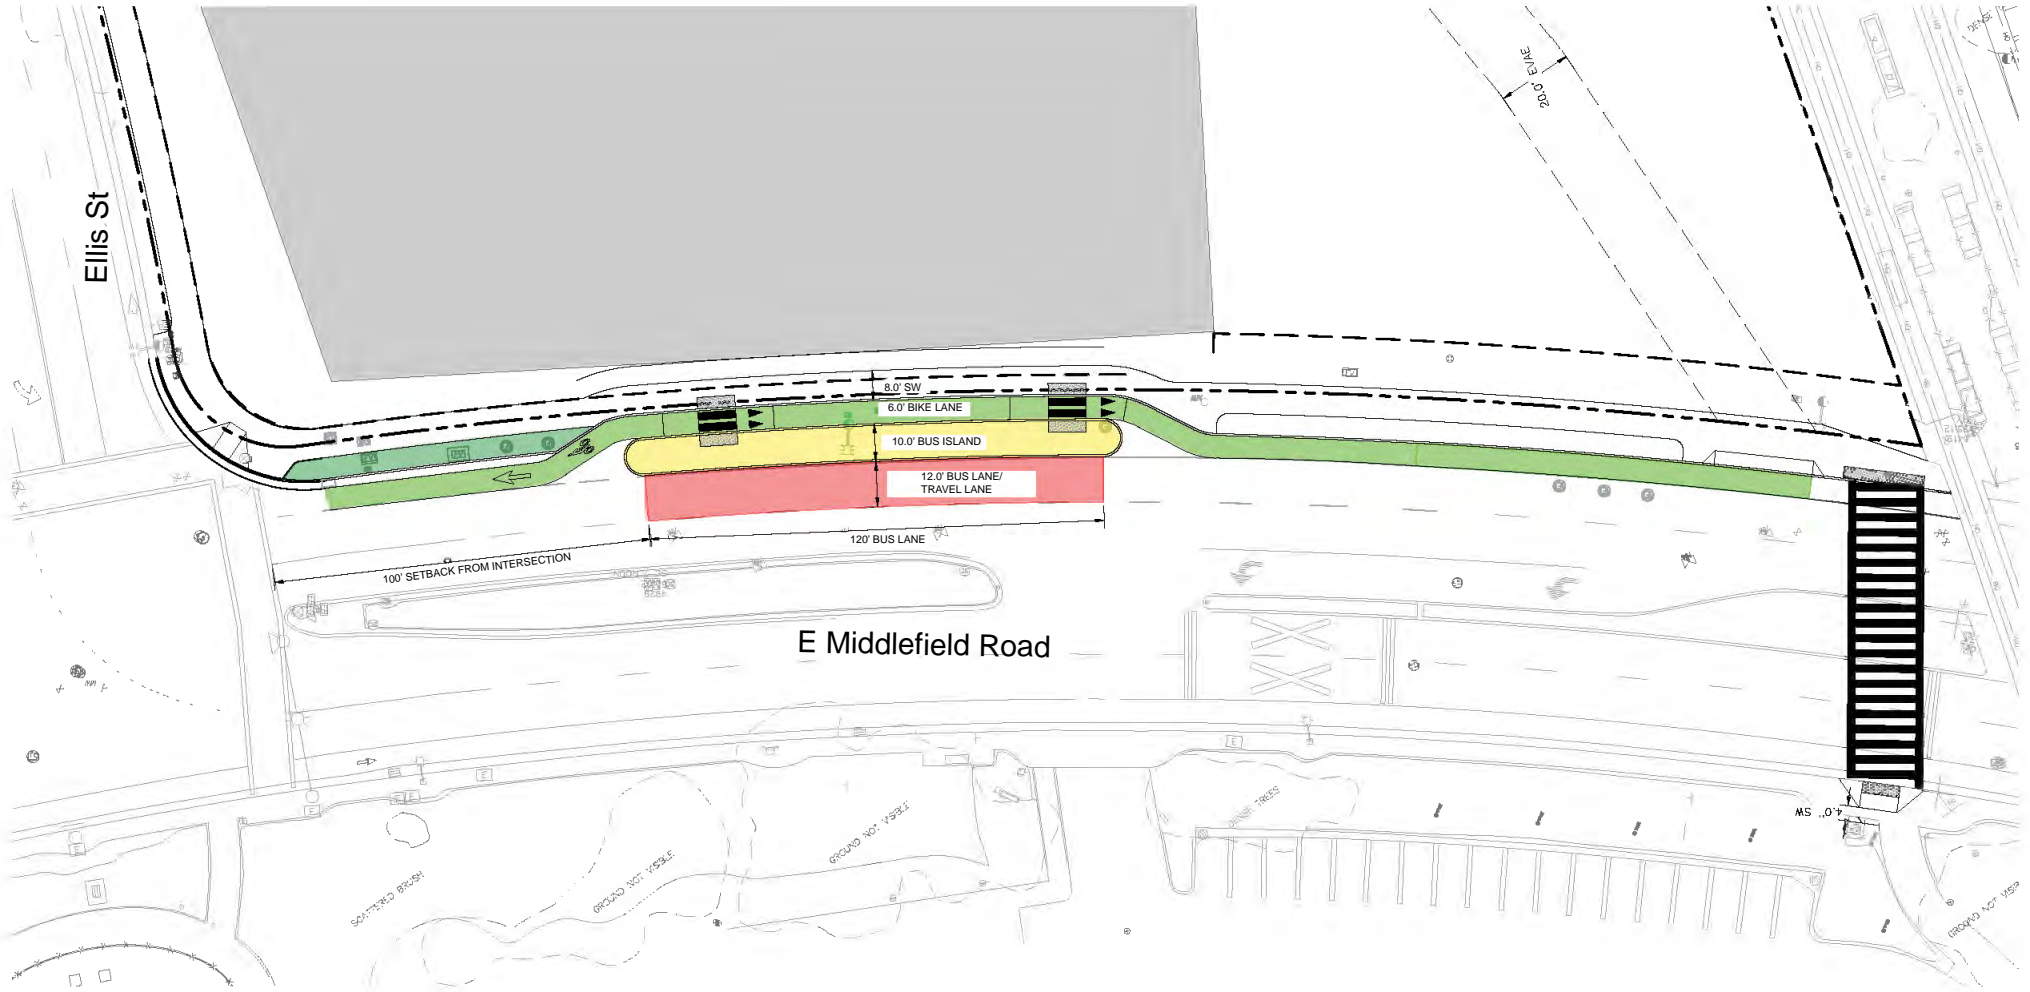 20.0' EVAE
Ellis St
8.0' SW
6.0' BIKE LANE
10.0' BUS ISLAND
12.0' BUS LANE/
TRAVEL LANE
120' BUS LANE
100' SETBACK FROM INTERSECTION
E Middlefield Road
4.0'' SW
DENSE TREES
GROUND NOT VISIBLE
GROUND NOT VISIBLE
SCATTERED BRUSH